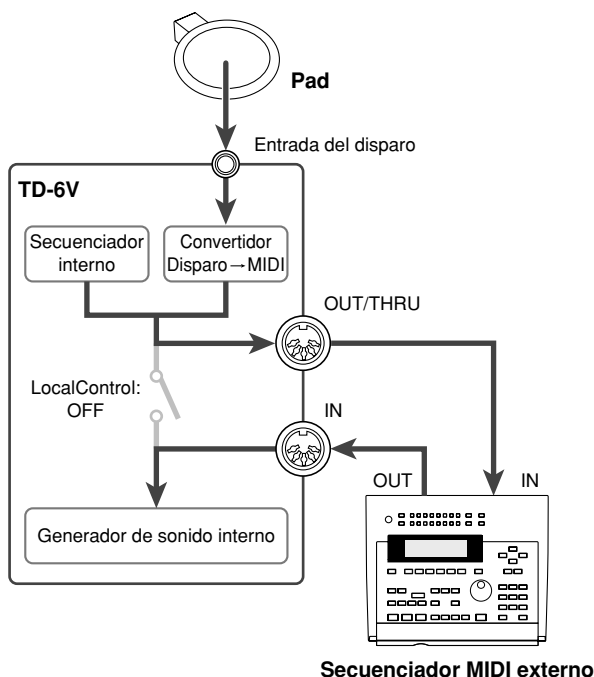 Pad
Entrada del disparo
TD-6V
Secuenciador
interno
Convertidor
Disparo→MIDI
OUT/THRU
LocalControl:
OFF
IN
OUT
IN
Generador de sonido interno
Secuenciador MIDI externo